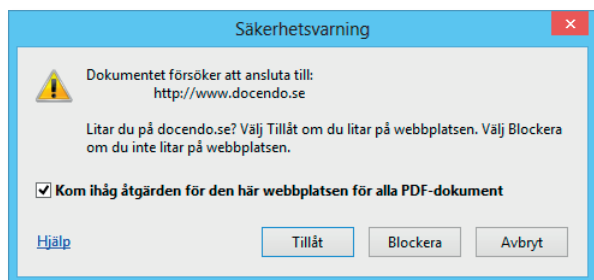 Säkerhetsvarning
Dokumentet försöker att ansluta till:
http://www.docendo.se
Litar du på docendo.se? Välj Tillåt om du litar på webbplatsen. Välj Blockera
om du inte litar på webbplatsen.
Kom ihåg åtgärden för den här webbplatsen för alla PDF-dokument
Hjälp Tillåt Blockera Avbryt